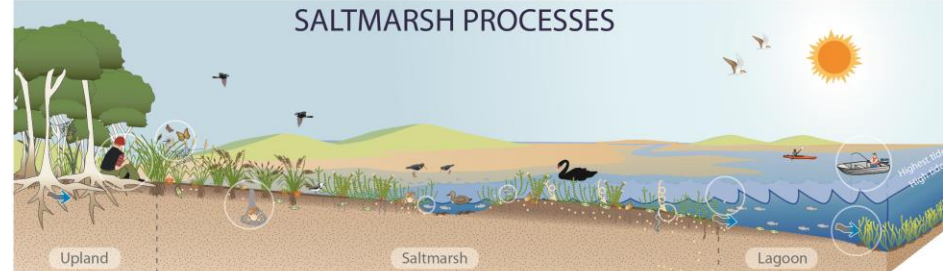 SALTMARSH PROCESSES
Highest tide
High tide
Upland
Saltmarsh
Lagoon